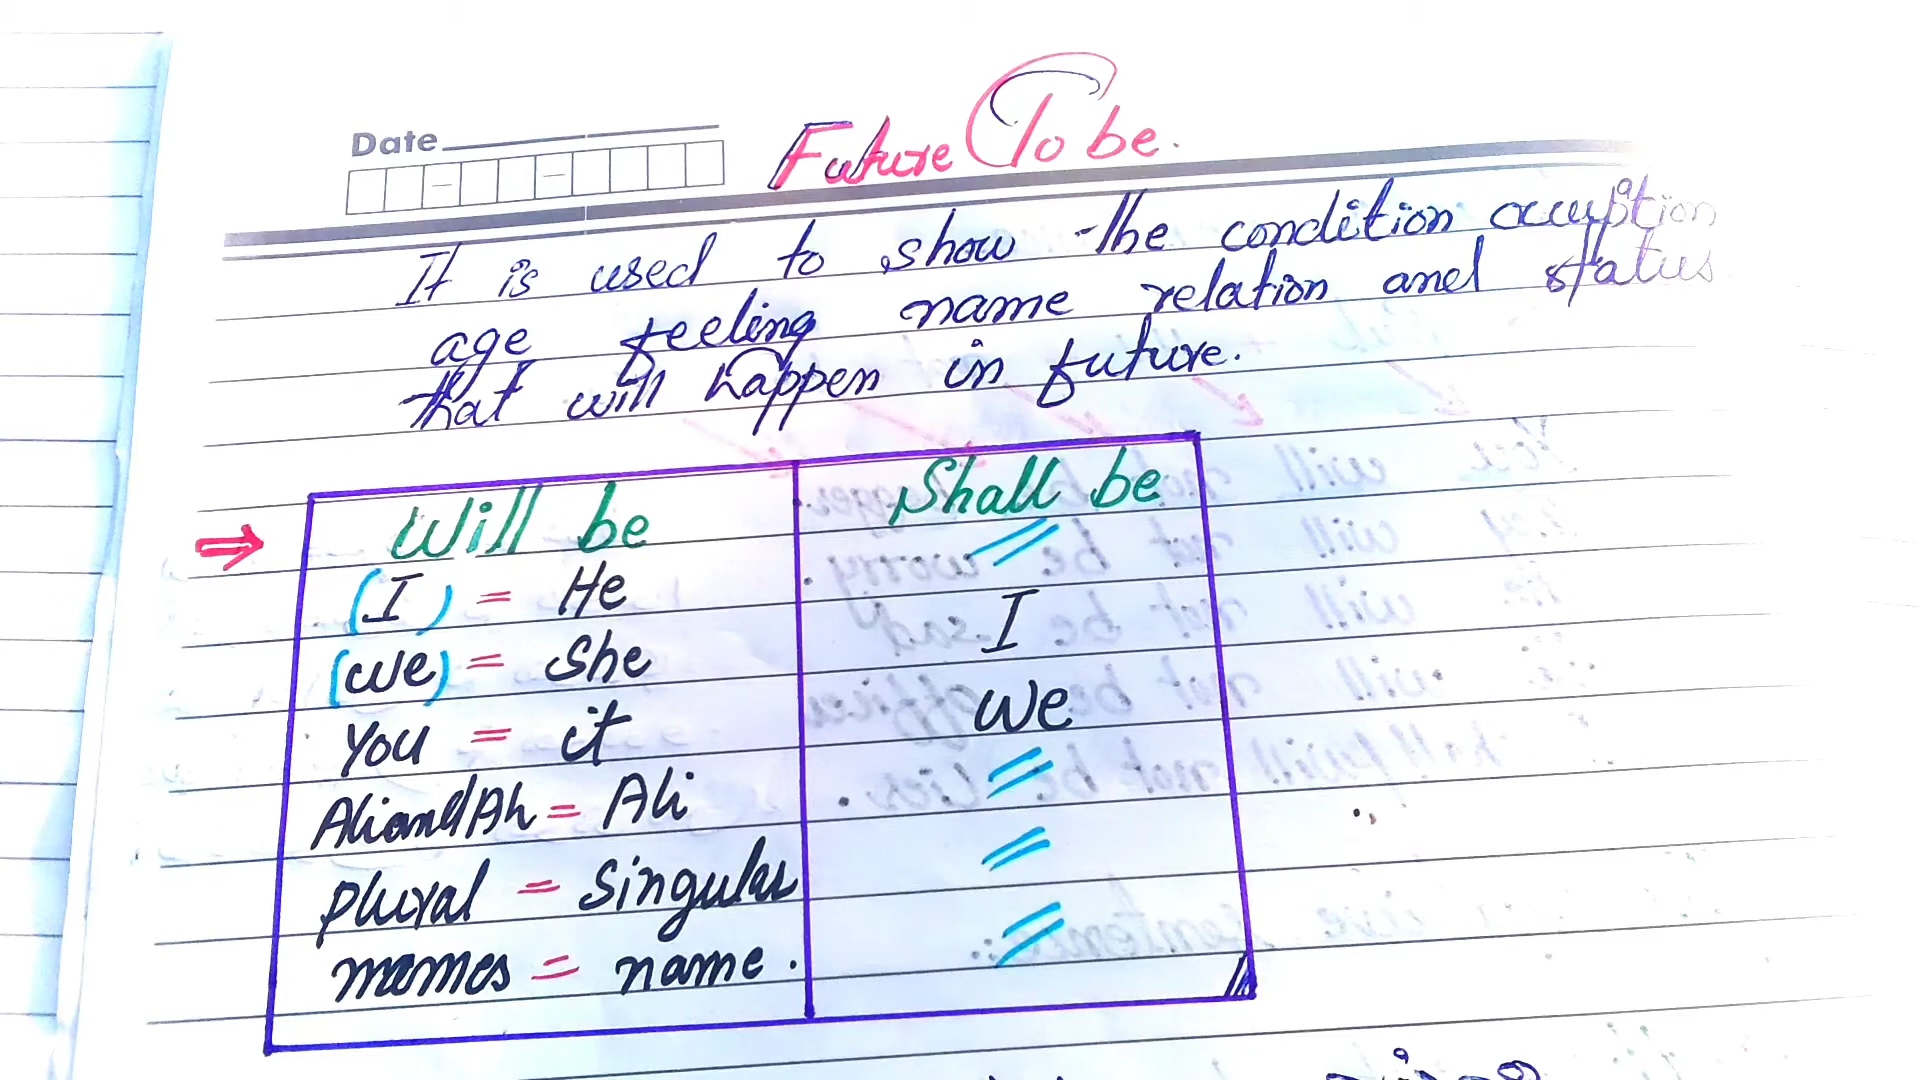 Date
Future To be.
It is used to show the condition
age feeling name relation and status
that will happen in future.
Will be
Shall be
(I) = He
I
(we) = She
we
You = it
Ali and Ah = Ali
plural = Singular
names = name.